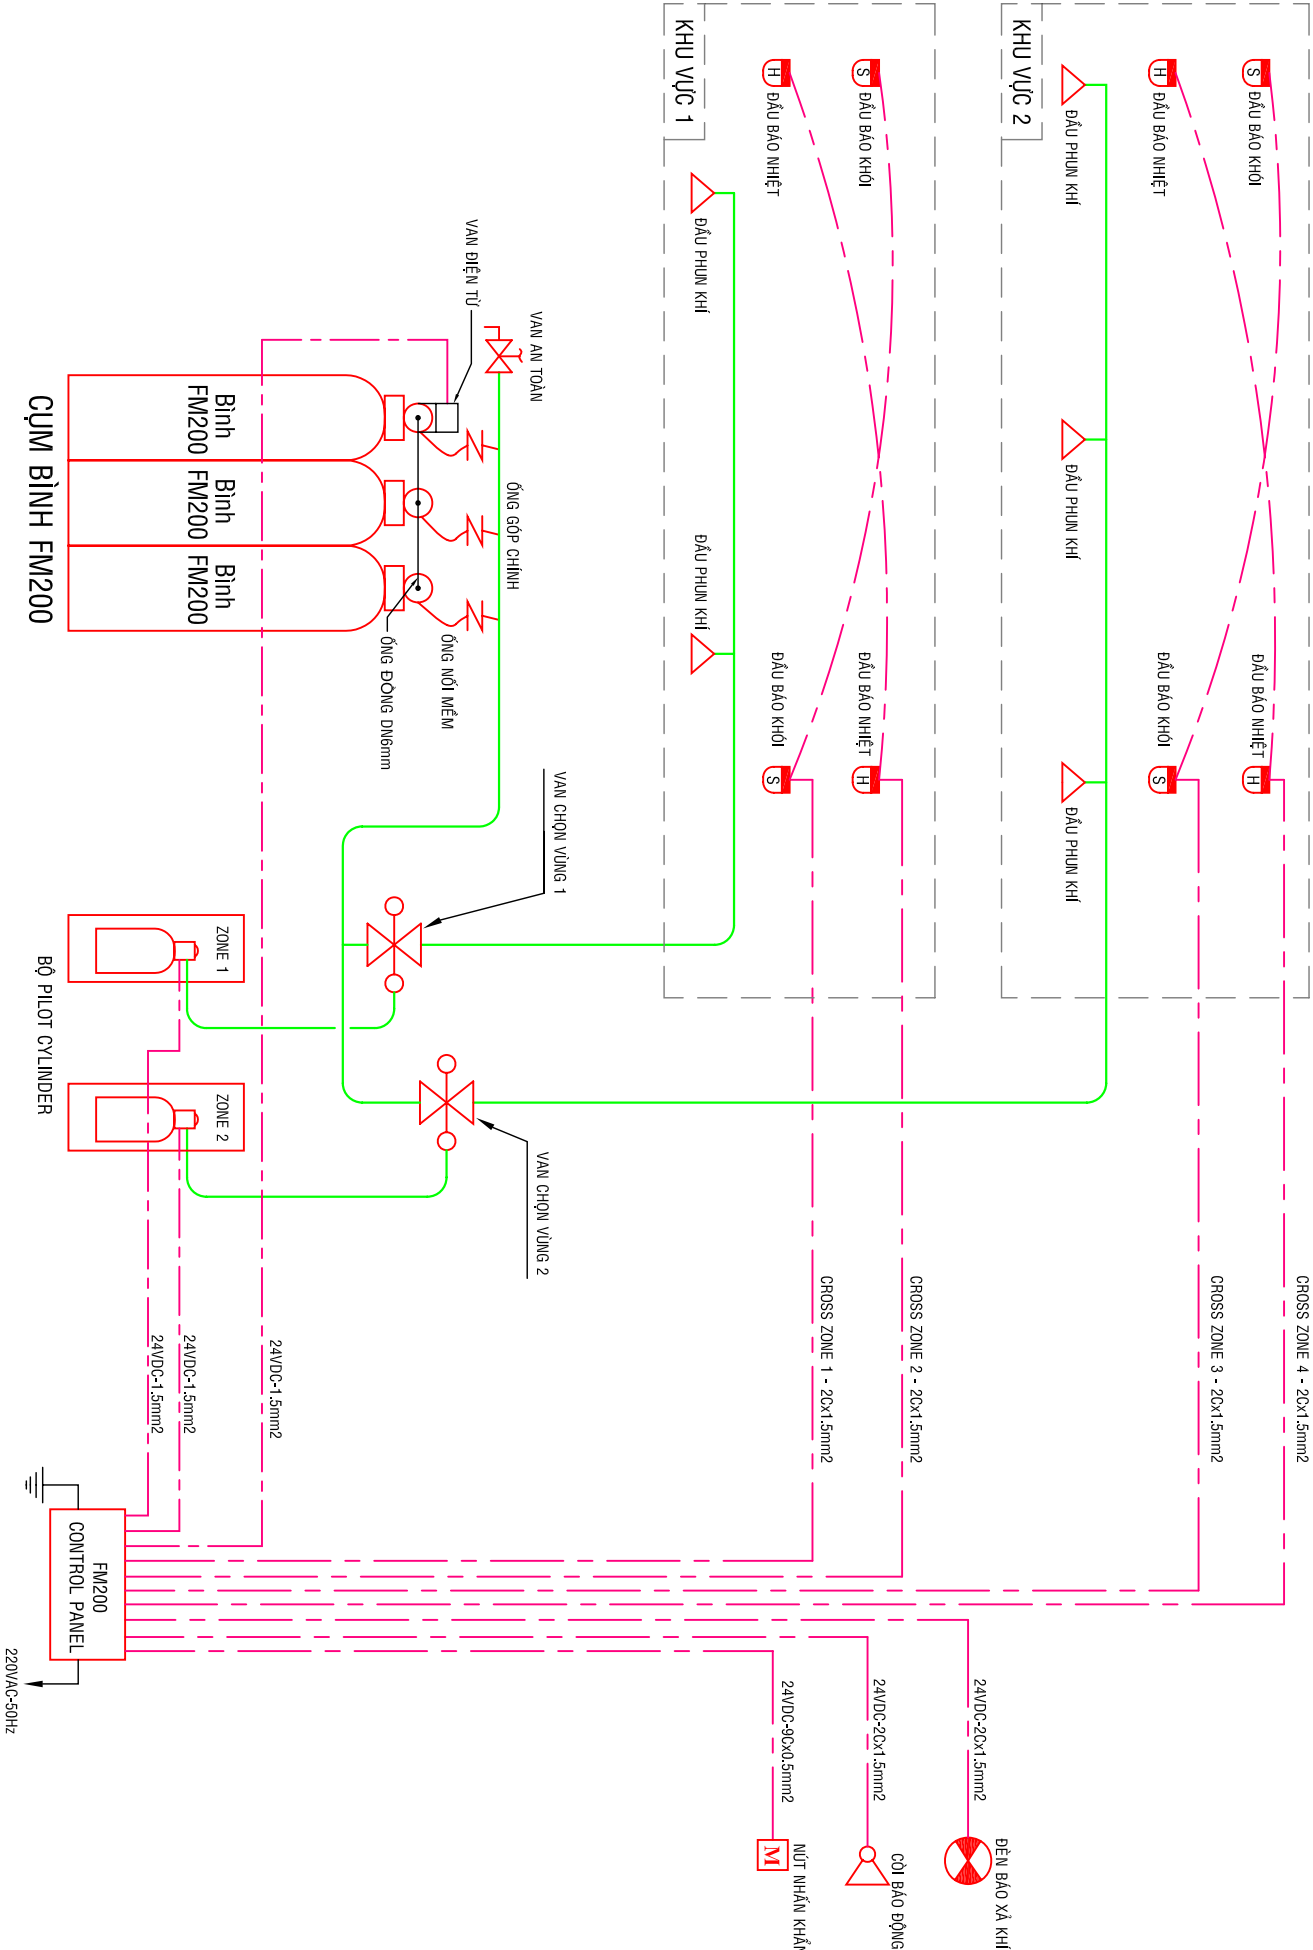 KHU VỰC 2
S
ĐẦU BÁO KHÓI
H
ĐẦU BÁO NHIỆT
ĐẦU PHUN KHÍ
ĐẦU PHUN KHÍ
ĐẦU PHUN KHÍ
ĐẦU BÁO NHIỆT
H
ĐẦU BÁO KHÓI
S
CROSS ZONE 4 - 2Cx1.5mm2
CROSS ZONE 3 - 2Cx1.5mm2
KHU VỰC 1
S
ĐẦU BÁO KHÓI
H
ĐẦU BÁO NHIỆT
ĐẦU PHUN KHÍ
ĐẦU PHUN KHÍ
ĐẦU BÁO NHIỆT
H
ĐẦU BÁO KHÓI
S
CROSS ZONE 2 - 2Cx1.5mm2
CROSS ZONE 1 - 2Cx1.5mm2
ĐÈN BÁO XẢ KHÍ
24VDC-2Cx1.5mm2
CÒI BÁO ĐỘNG
24VDC-2Cx1.5mm2
NÚT NHẤN KHẨN
M
24VDC-9Cx0.5mm2
VAN AN TOÀN
VAN ĐIỆN TỪ
ỐNG GÓP CHÍNH
ỐNG NỐI MỀM
ỐNG ĐỒNG DN6mm
VAN CHỌN VÙNG 1
VAN CHỌN VÙNG 2
Bình
FM200
Bình
FM200
Bình
FM200
CỤM BÌNH FM200
ZONE 1
ZONE 2
BỘ PILOT CYLINDER
24VDC-1.5mm2
24VDC-1.5mm2
24VDC-1.5mm2
FM200
CONTROL PANEL
220VAC-50Hz